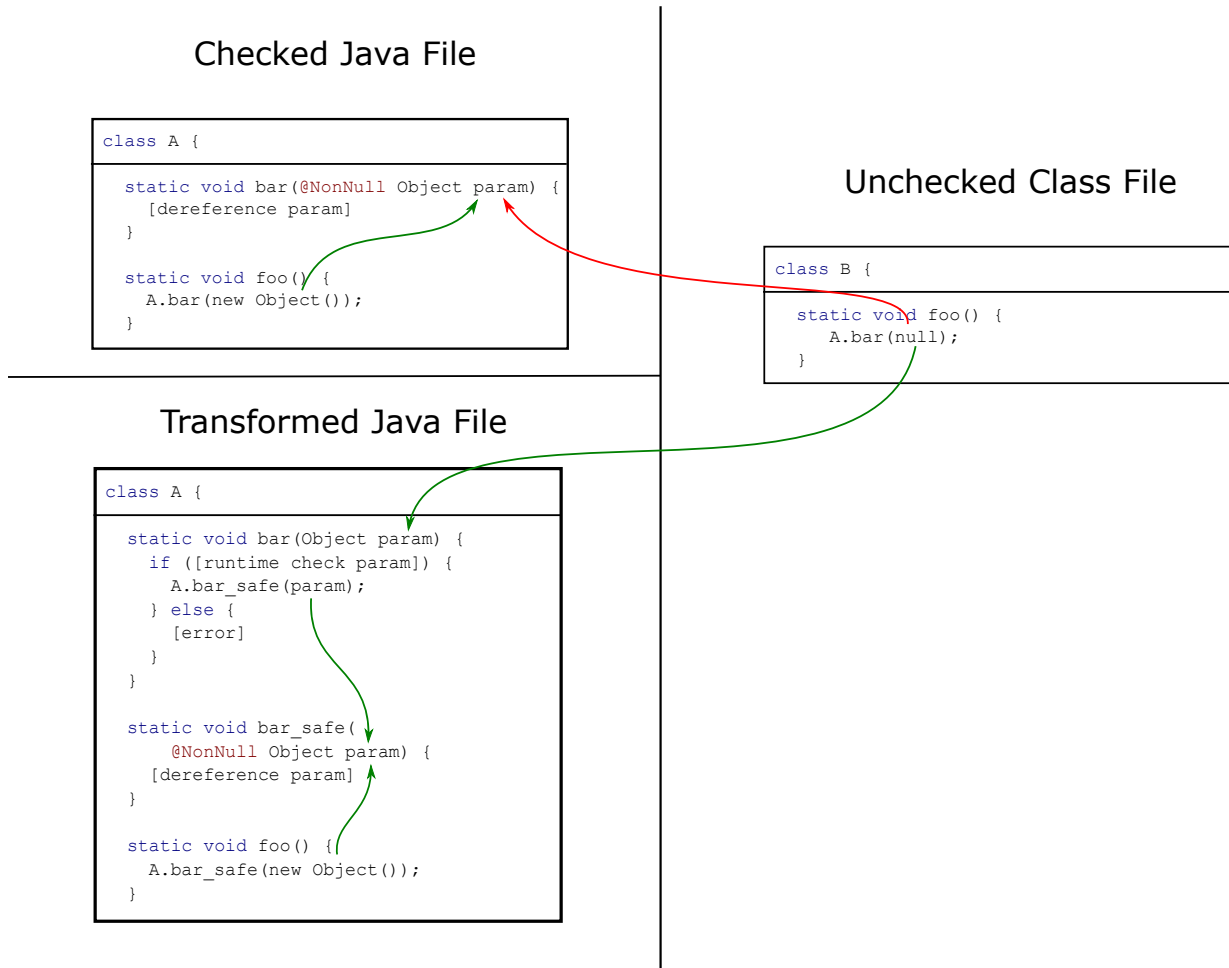 Checked Java File
class A {
static void bar(@NonNull Object param) {
[dereference param]
}
static void foo() {
A.bar(new Object());
}
Unchecked Class File
class B {
static void foo() {
A.bar(null);
}
Transformed Java File
class A {
static void bar(Object param) {
if ([runtime check param]) {
A.bar_safe(param);
} else {
[error]
}
}
static void bar_safe(
@NonNull Object param) {
[dereference param]
}
static void foo() {
A.bar_safe(new Object());
}